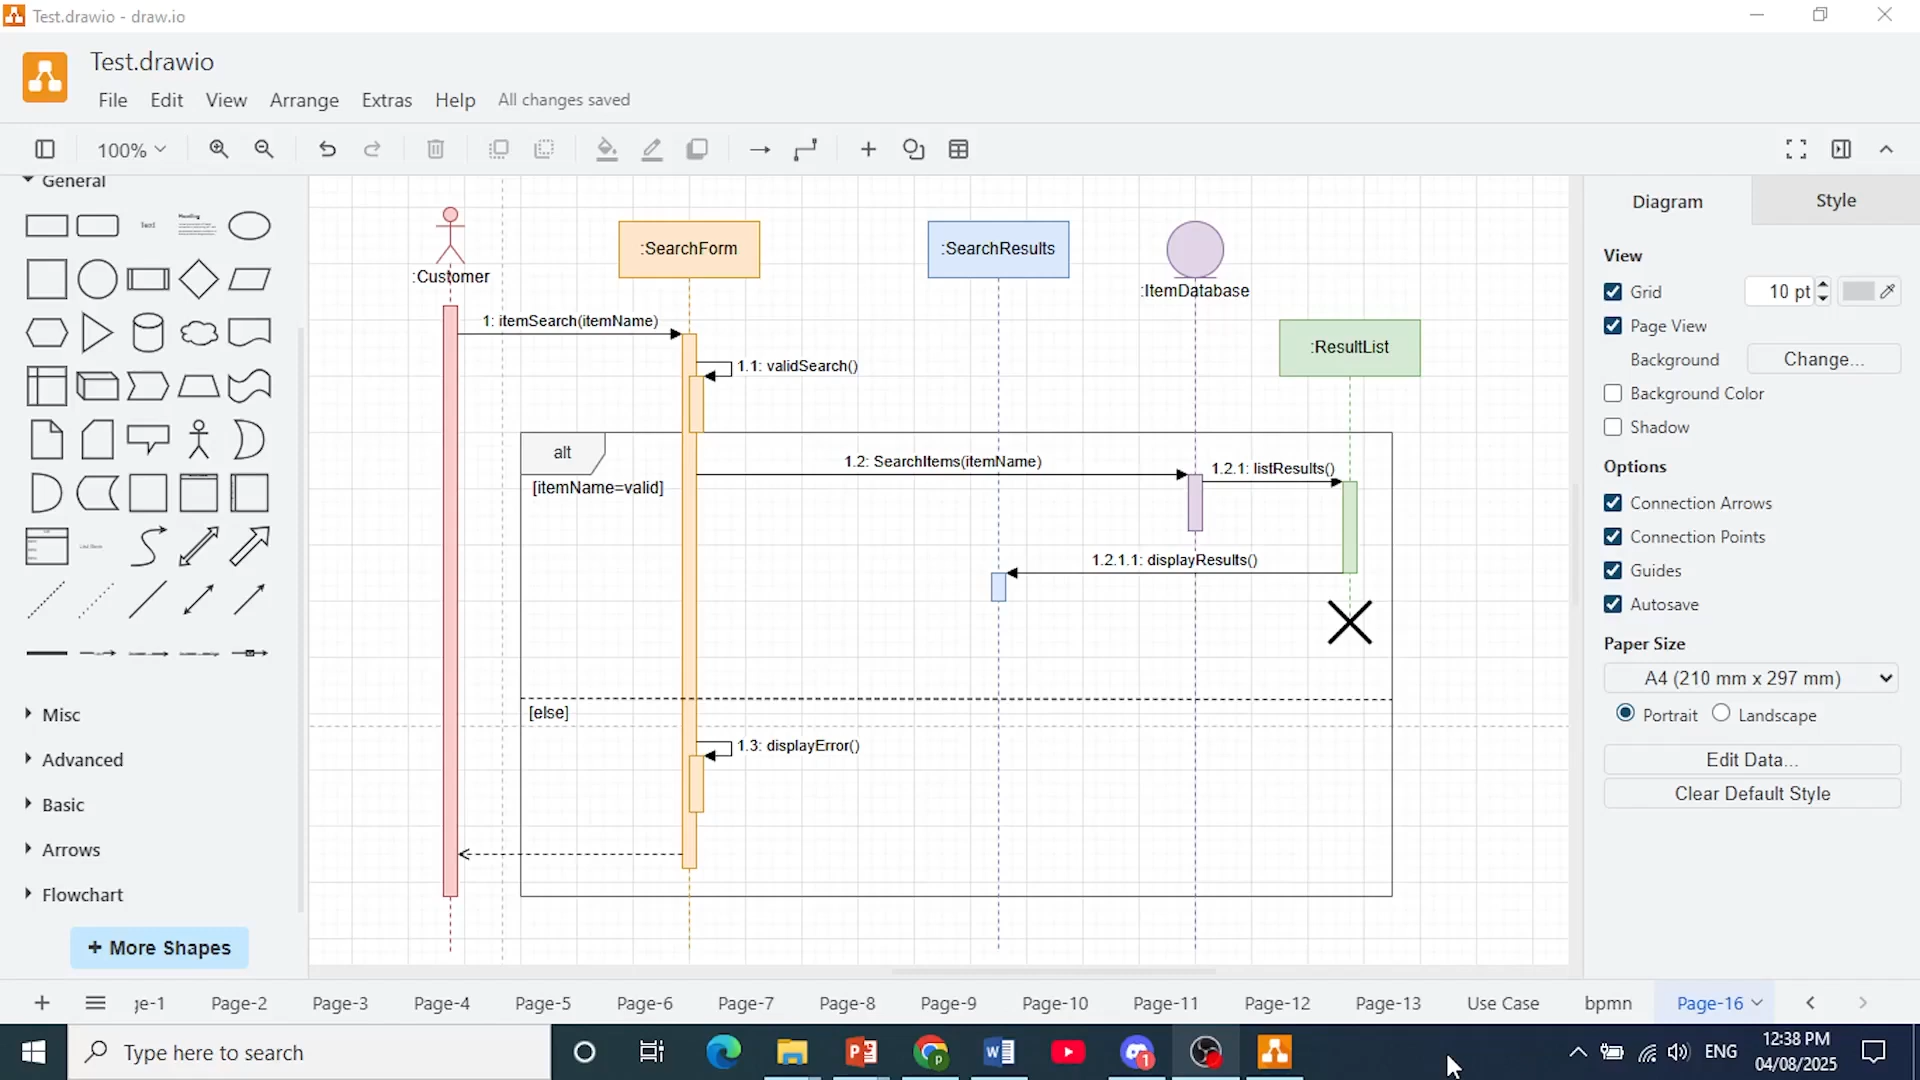 Test.drawio - draw.io
Test.drawio
File Edit View Arrange Extras Help All changes saved
100%
General
Text
Heading
:Customer
:SearchForm
:SearchResults
:ItemDatabase
:ResultList
1: itemSearch(itemName)
1.1: validSearch()
alt
[itemName=valid]
1.2: SearchItems(itemName)
1.2.1: listResults()
1.2.1.1: displayResults()
[else]
1.3: displayError()
Misc
Advanced
Basic
Arrows
Flowchart
+ More Shapes
Diagram Style
View
Grid 10 pt
Page View
Background Change...
Background Color
Shadow
Options
Connection Arrows
Connection Points
Guides
Autosave
Paper Size
A4 (210 mm x 297 mm)
Portrait Landscape
Edit Data...
Clear Default Style
ge-1 Page-2 Page-3 Page-4 Page-5 Page-6 Page-7 Page-8 Page-9 Page-10 Page-11 Page-12 Page-13 Use Case bpmn Page-16
Type here to search
1
ENG
12:38 PM
04/08/2025